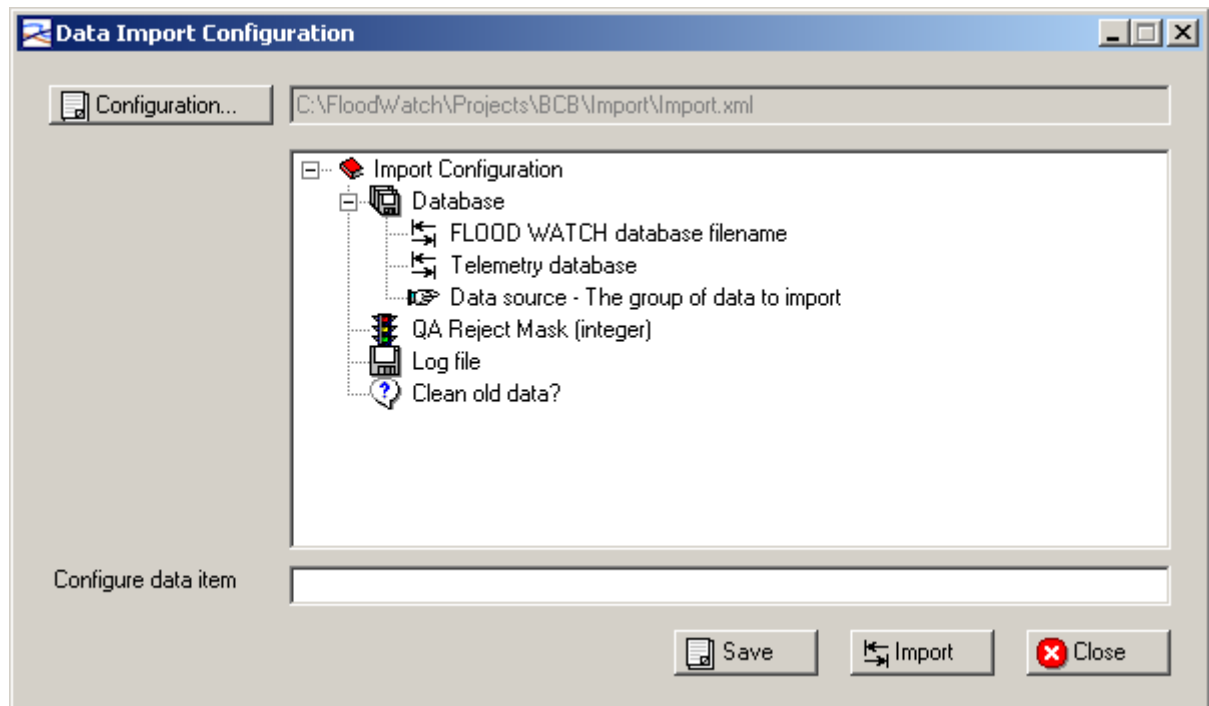 Data Import Configuration
Configuration...
C:\FloodWatch\Projects\BCB\Import\Import.xml
Import Configuration
Database
FLOOD WATCH database filename
Telemetry database
Data source - The group of data to import
QA Reject Mask (integer)
Log file
Clean old data?
Configure data item
Save
Import
Close